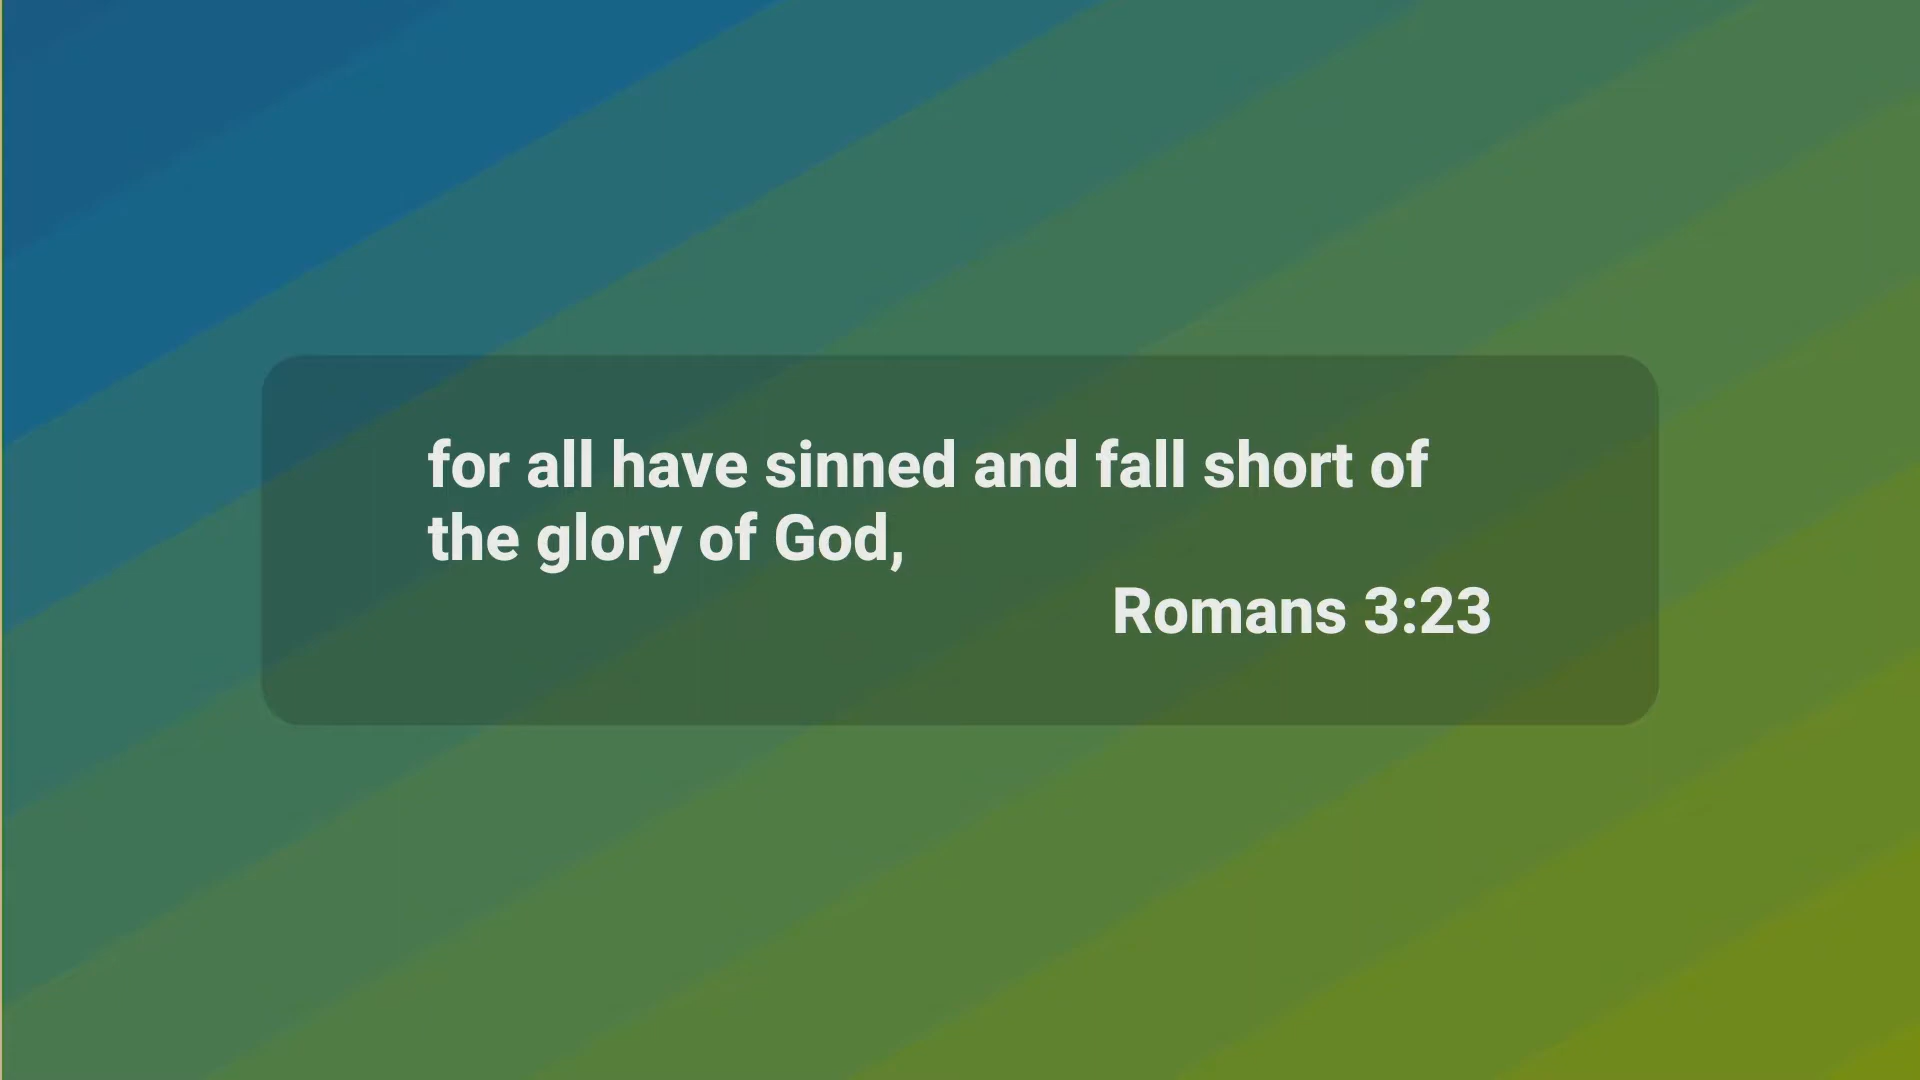 for all have sinned and fall short of
the glory of God,
Romans 3:23